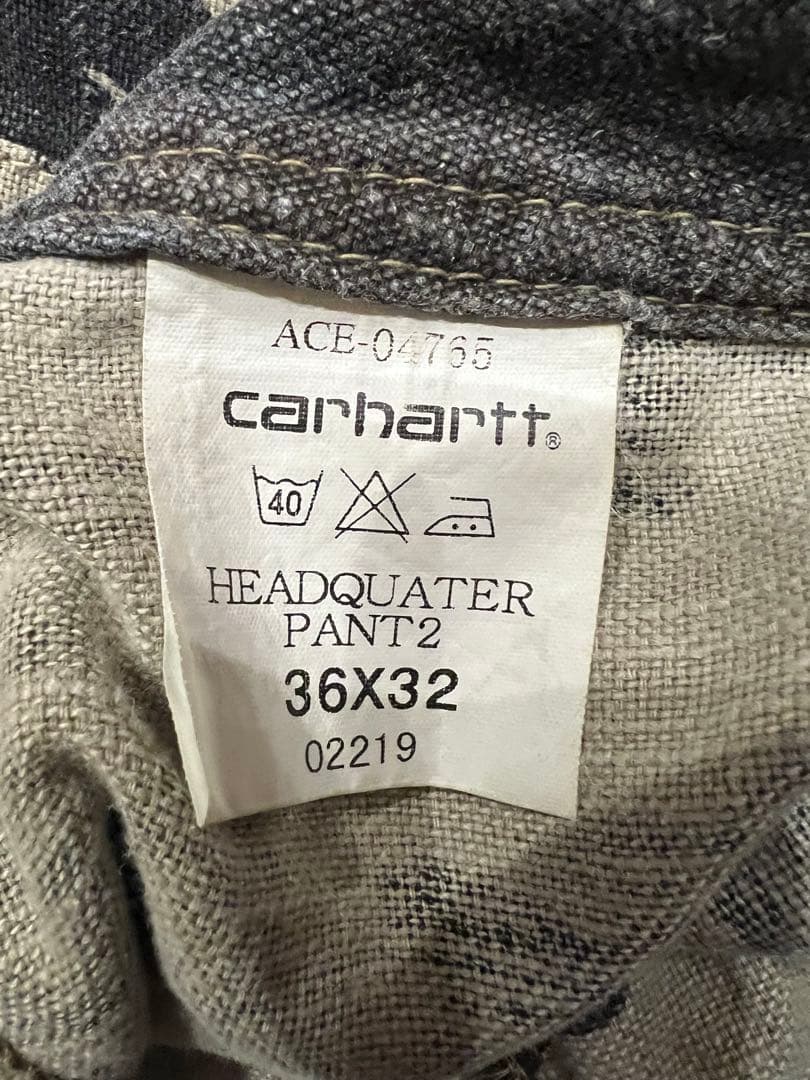 ACE-04765
carhartt®
40
HEADQUATER
PANT2
36X32
02219